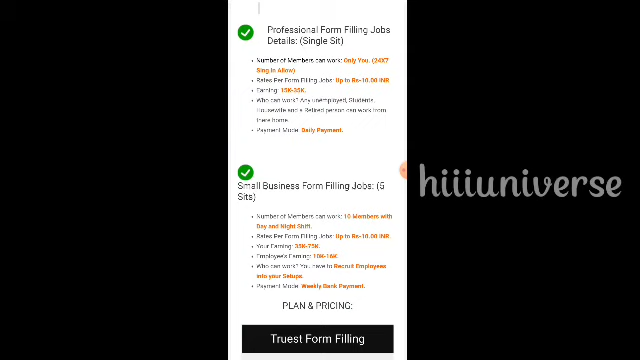 Professional Form Filling Jobs
Details: (Single Sit)
Number of Members can work: Only You. (24X7
Sing in Allow)
Rates Per Form Filling Jobs: Up to Rs-10.00 INR
Earning: 15K-35K.
Who can work? Any unemployed, Students,
Housewife and a Retired person can work from
there home.
Payment Mode: Daily Payment.
hiiiuniverse
Small Business Form Filling Jobs: (5
Sits)
Number of Members can work: 10 Members with
Day and Night Shift.
Rates Per Form Filling Jobs: Up to Rs-10.00 INR
Your Earning: 35K-75K.
Employee's Earning: 10K-16K.
Who can work? You have to Recruit Employees
into your Setups.
Payment Mode: Weekly Bank Payment.
PLAN & PRICING:
Truest Form Filling